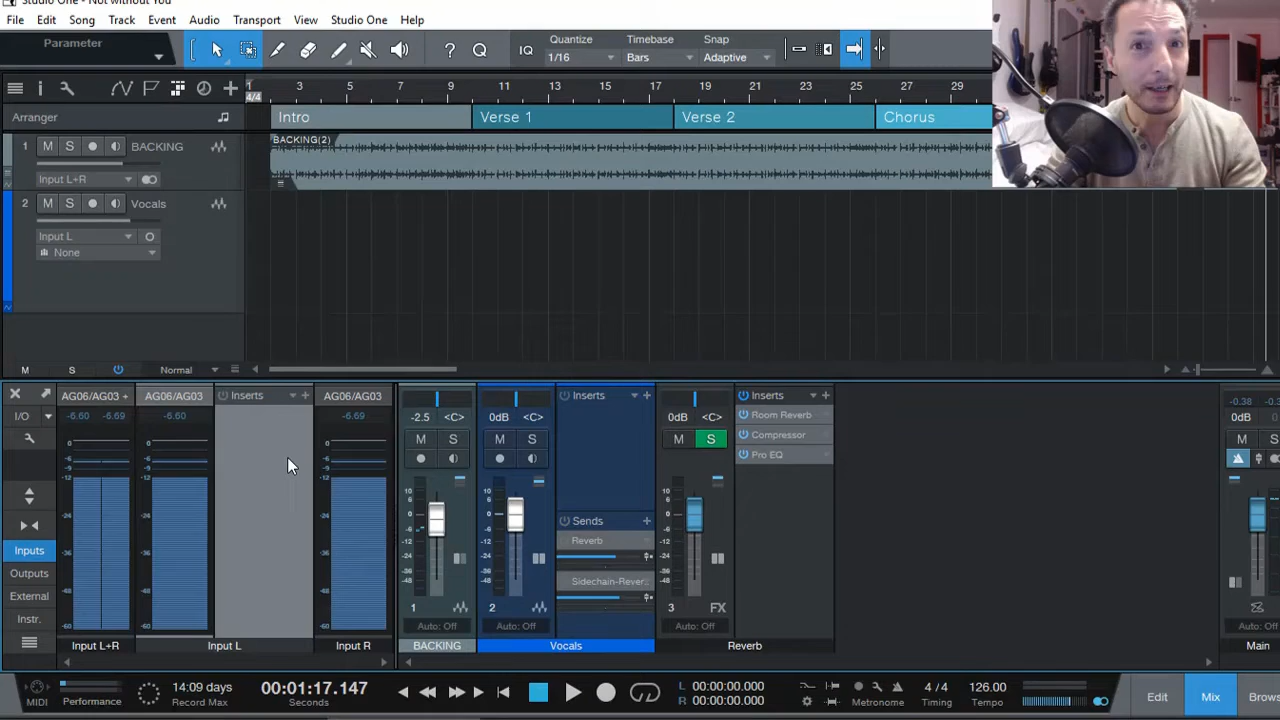 Studio One - Not without You
File Edit Song Track Event Audio Transport View Studio One Help
Parameter
IQ Quantize 1/16 Timebase Bars Snap Adaptive
1 3 5 7 9 11 13 15 17 19 21 23 25 27 29
4/4
Arranger Intro Verse 1 Verse 2 Chorus
1 M S BACKING BACKING(2)
Input L+R
2 M S Vocals
Input L
None
M S Normal
AG06/AG03 + AG06/AG03 Inserts AG06/AG03 Inserts Inserts
I/O -6.60 -6.69 -6.60 -6.69 -2.5 <C> 0dB <C> 0dB <C> Room Reverb -0.38 0dB
M S M S M S Compressor M
Pro EQ
Sends
Reverb
Sidechain-Rever
Inputs
Outputs
External
Instr.
1 2 3 FX
Auto: Off Auto: Off Auto: Off Auto: Off
Input L+R Input L Input R BACKING Vocals Reverb Main
MIDI Performance
14:09 days Record Max
00:01:17.147 Seconds
L 00:00:00.000
R 00:00:00.000
Metronome
4 / 4 Timing
126.00 Tempo
Edit Mix Brows